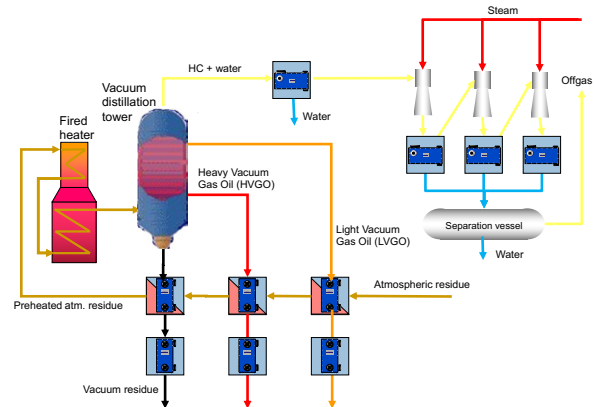 Steam
HC + water
Offgas
Vacuum
distillation
tower
Fired
heater
Water
Heavy Vacuum
Gas Oil (HVGO)
Separation vessel
Light Vacuum
Gas Oil (LVGO)
Water
Atmospheric residue
Preheated atm. residue
Vacuum residue